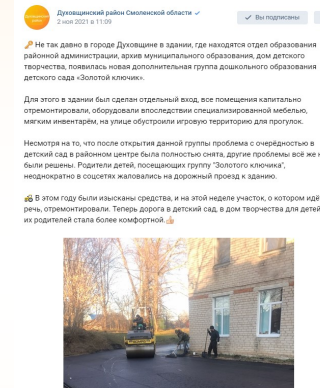 Духовщинский район Смоленской области
2 ноя 2021 в 11:09
Вы подписаны
Не так давно в городе Духовщине в здании, где находятся отдел образования
районной администрации, архив муниципального образования, дом детского
творчества, появилась новая дополнительная группа дошкольного образования
детского сада «Золотой ключик».
Для этого в здании был сделан отдельный вход, все помещения капитально
отремонтировали, оборудовали впоследствии специализированной мебелью,
мягким инвентарём, на улице обустроили игровую территорию для прогулок.
Несмотря на то, что после открытия данной группы проблема с очерёдностью в
детский сад в районном центре была полностью снята, другие проблемы всё же
были решены. Родители детей, посещающих группу "Золотого ключика",
неоднократно в соцсетях жаловались на дорожный проезд к зданию.
В этом году были изысканы средства, и на этой неделе участок, о котором идё
речь, отремонтировали. Теперь дорога в детский сад, в дом творчества для детей
их родителей стала более комфортной.